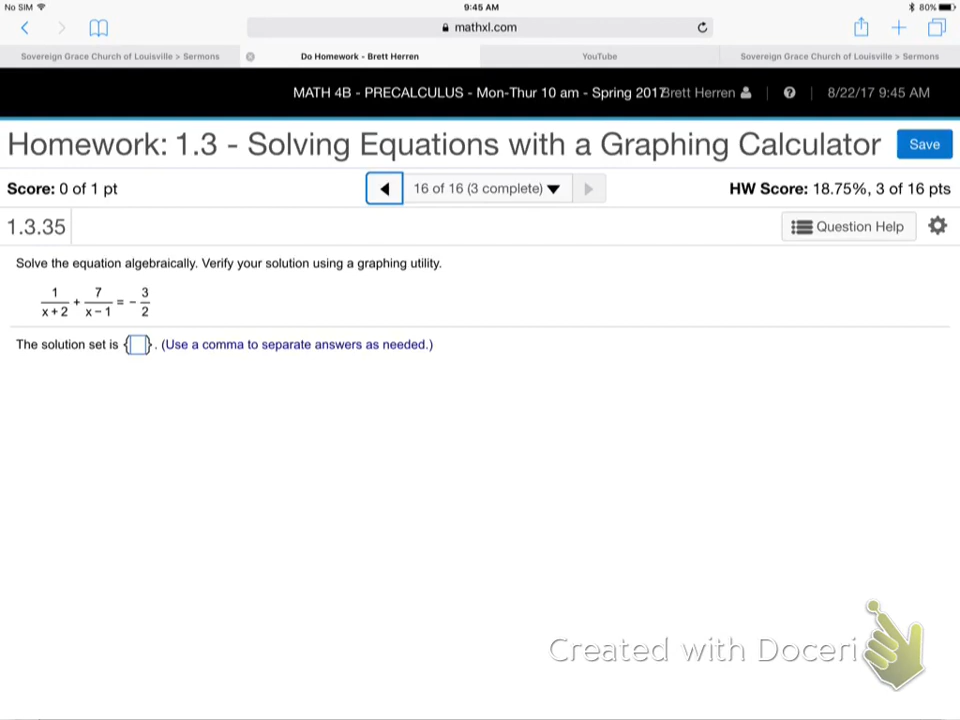 No SIM 9:45 AM 80%
mathxl.com
Sovereign Grace Church of Louisville > Sermons Do Homework - Brett Herren YouTube Sovereign Grace Church of Louisville > Sermons
MATH 4B - PRECALCULUS - Mon-Thur 10 am - Spring 2017 Brett Herren | ? | 8/22/17 9:45 AM
Homework: 1.3 - Solving Equations with a Graphing Calculator Save
Score: 0 of 1 pt 16 of 16 (3 complete) HW Score: 18.75%, 3 of 16 pts
1.3.35 Question Help
Solve the equation algebraically. Verify your solution using a graphing utility.
1/(x + 2) + 7/(x − 1) = − 3/2
The solution set is { }. (Use a comma to separate answers as needed.)
Created with Doceri